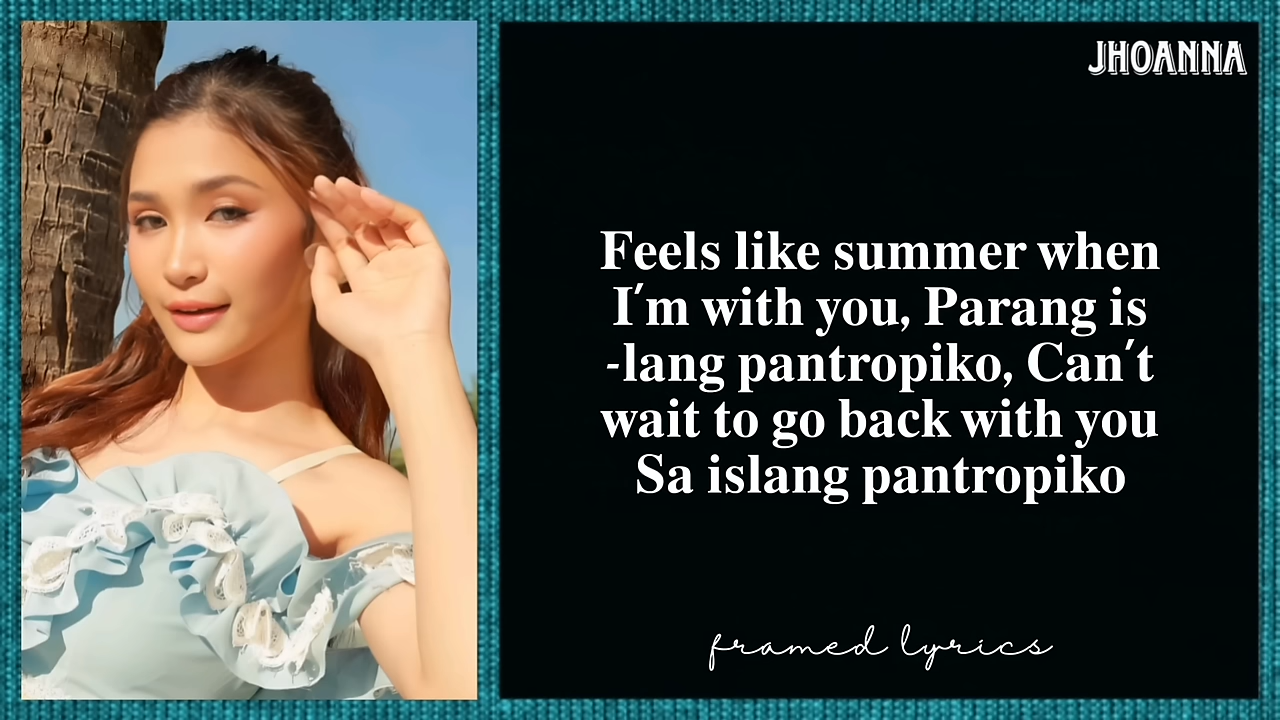 JHOANNA
Feels like summer when
I'm with you, Parang is
-lang pantropiko, Can't
wait to go back with you
Sa islang pantropiko
framed lyrics